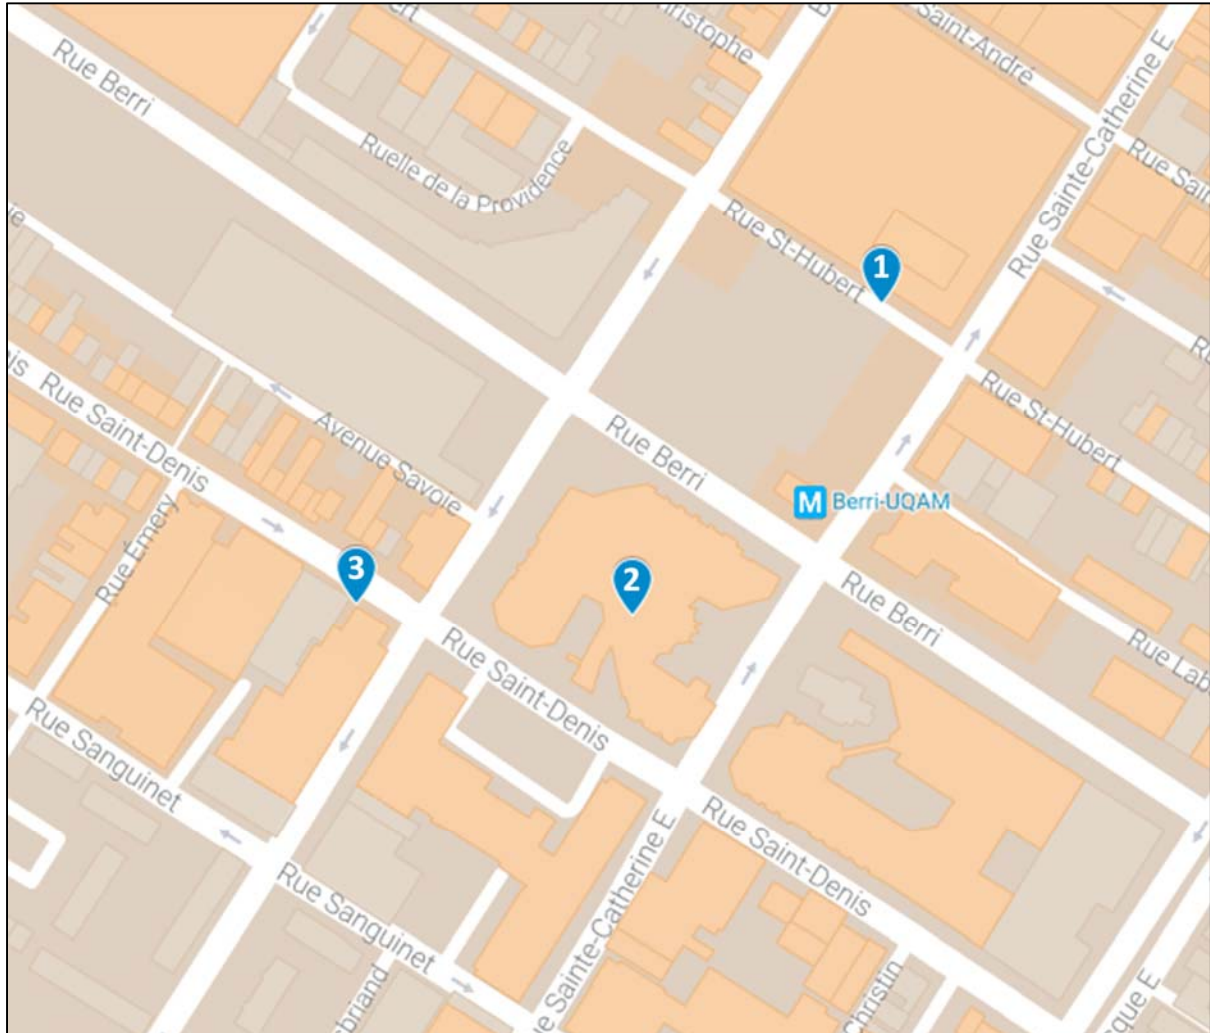 Rue Berri
Ruelle de la Providence
Saint-André
Rue Sainte-Catherine E
Rue St-Hubert
1
Rue Saint-Denis
Avenue Savoie
Rue Berri
Rue St-Hubert
M Berri-UQAM
Rue Émery
3
2
Rue Berri
Rue Saint-Denis
Rue Sanguinet
Rue Saint-Denis
Rue Sanguinet
Sainte-Catherine E
Christin